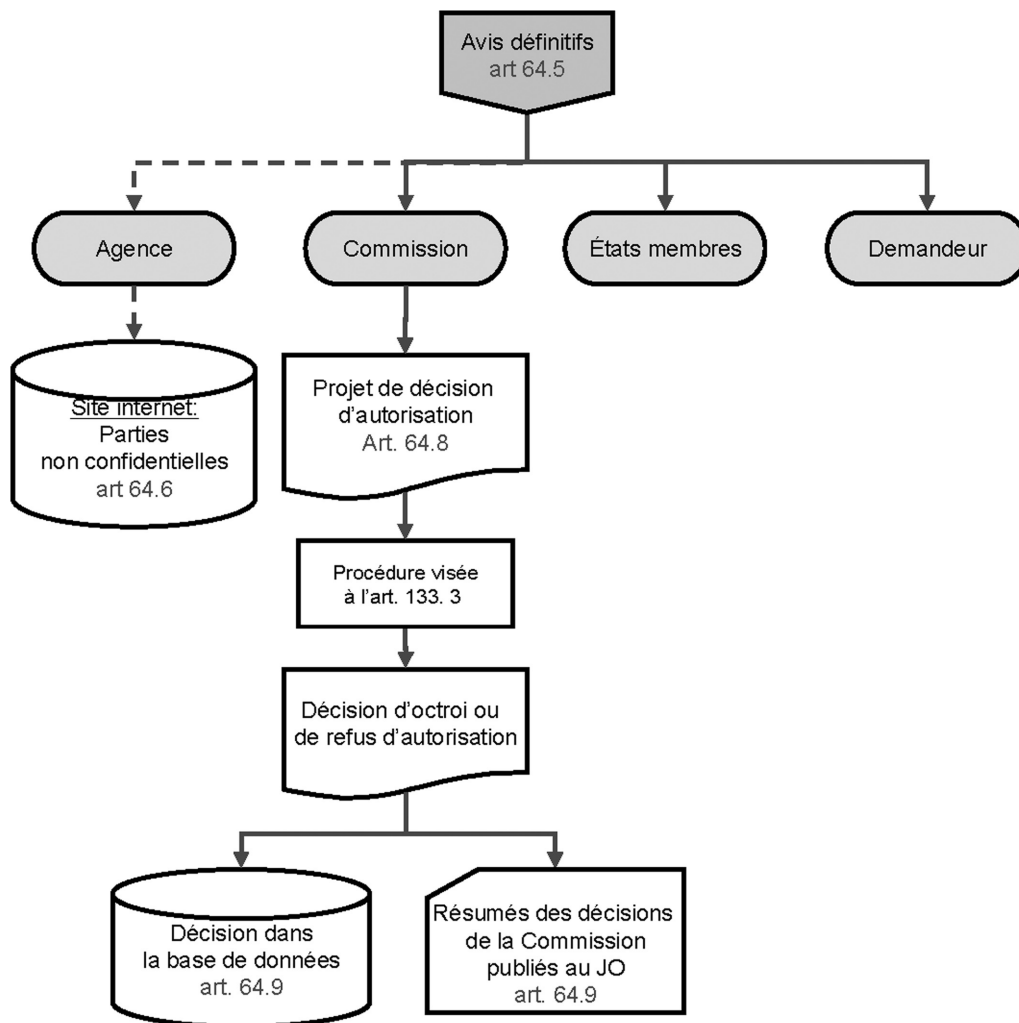 Avis définitifs
art 64.5
Agence
Commission
États membres
Demandeur
Site internet:
Parties
non confidentielles
art 64.6
Projet de décision
d’autorisation
Art. 64.8
Procédure visée
à l’art. 133. 3
Décision d’octroi ou
de refus d’autorisation
Décision dans
la base de données
art. 64.9
Résumés des décisions
de la Commission
publiés au JO
art. 64.9